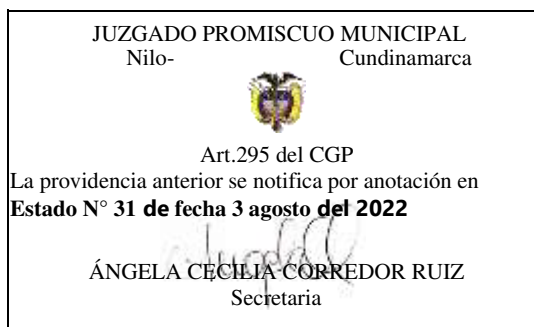 JUZGADO PROMISCUO MUNICIPAL
Nilo- Cundinamarca
Art.295 del CGP
La providencia anterior se notifica por anotación en
Estado N° 31 de fecha 3 agosto del 2022
ÁNGELA CECILIA CORREDOR RUIZ
Secretaria